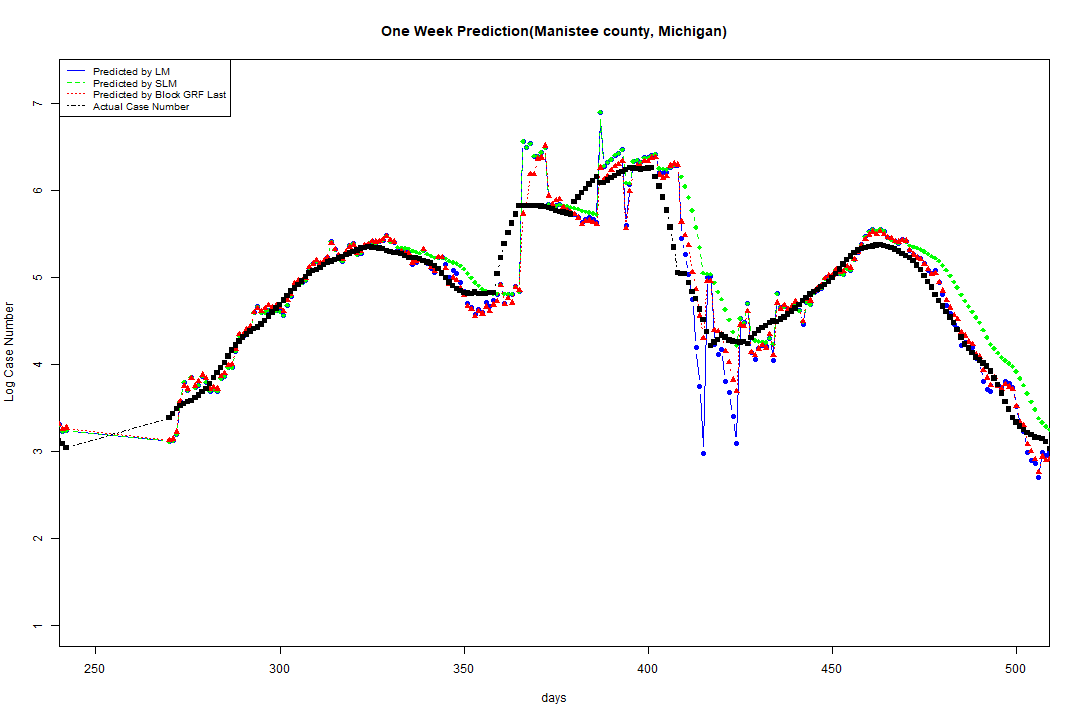 One Week Prediction(Manistee county, Michigan)
Predicted by LM
Predicted by SLM
Predicted by Block GRF Last
Actual Case Number
7
6
5
4
3
2
1
Log Case Number
250 300 350 400 450 500
days